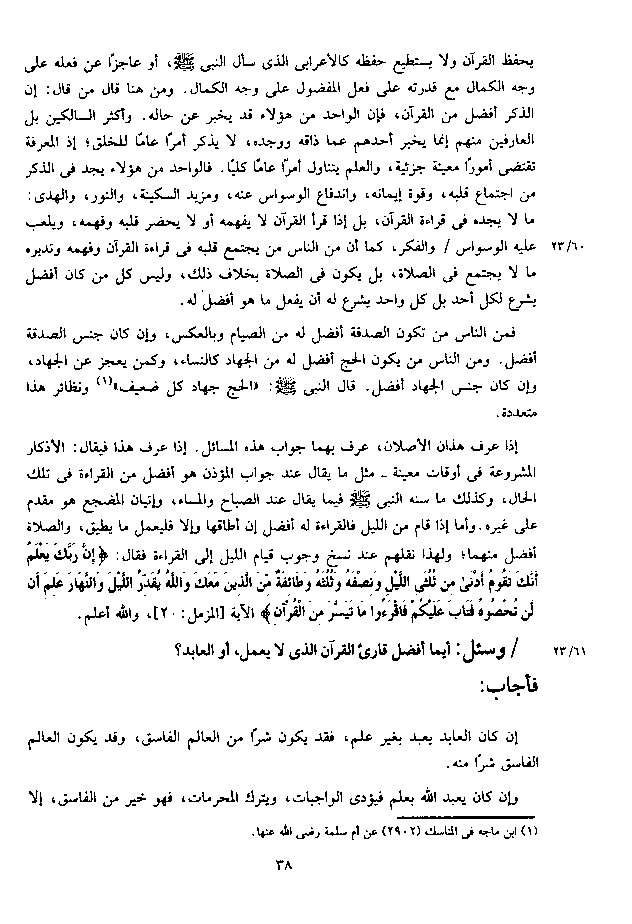 يحفظ القرآن ولا يستطيع حفظه كالأعرابى الذى سأل النبى ﷺ، أو عاجزًا عن فعله على
وجه الكمال مع قدرته على فعل المفضول على وجه الكمال. ومن هنا قال من قال: إن
الذكر أفضل من القرآن، فإن الواحد من هؤلاء قد يخبر عن حاله. وأكثر السالكين بل
العارفين منهم إنما يخبر أحدهم عما ذاقه ووجده، لا يذكر أمرًا عامًا للخلق؛ إذ المعرفة
تقتضى أمورًا معينة جزئية، والعلم يتناول أمرًا عامًا كليًا. فالواحد من هؤلاء يجد فى الذكر
من اجتماع قلبه، وقوة إيمانه، واندفاع الوسواس عنه، ومزيد السكينة، والنور، والهدى:
ما لا يجده فى قراءة القرآن، بل إذا قرأ القرآن لا يفهمه أو لا يحضر قلبه وفهمه، ويلعب
٢٣/٦٠ عليه الوسواس / والفكر، كما أن من الناس من يجتمع قلبه فى قراءة القرآن وفهمه وتدبره
ما لا يجتمع فى الصلاة، بل يكون فى الصلاة بخلاف ذلك، وليس كل من كان أفضل
يشرع لكل أحد بل كل واحد يشرع له أن يفعل ما هو أفضل له.
فمن الناس من تكون الصدقة أفضل له من الصيام وبالعكس، وإن كان جنس الصدقة
أفضل. ومن الناس من يكون الحج أفضل له من الجهاد كالنساء، وكمن يعجز عن الجهاد،
وإن كان جنس الجهاد أفضل. قال النبى ﷺ: «الحج جهاد كل ضعيف»(١) ونظائر هذا
متعددة.
إذا عرف هذان الأصلان، عرف بهما جواب هذه المسائل. إذا عرف هذا فيقال: الأذكار
المشروعة فى أوقات معينة ـ مثل ما يقال عند جواب المؤذن هو أفضل من القراءة فى تلك
الحال، وكذلك ما سنه النبى ﷺ فيما يقال عند الصباح والمساء، وإتيان المضجع هو مقدم
على غيره. وأما إذا قام من الليل فالقراءة له أفضل إن أطاقها وإلا فليعمل ما يطيق، والصلاة
أفضل منهما؛ ولهذا نقلهم عند نسخ وجوب قيام الليل إلى القراءة فقال: ﴿إِنَّ رَبَّكَ يَعْلَمُ
أَنَّكَ تَقُومُ أَدْنَىٰ مِن ثُلُثَيِ اللَّيْلِ وَنِصْفَهُ وَثُلُثَهُ وَطَائِفَةٌ مِّنَ الَّذِينَ مَعَكَ وَاللَّهُ يُقَدِّرُ اللَّيْلَ وَالنَّهَارَ عَلِمَ أَن
لَّن تُحْصُوهُ فَتَابَ عَلَيْكُمْ فَاقْرَءُوا مَا تَيَسَّرَ مِنَ الْقُرْآنِ﴾ الآية [المزمل: ٢٠]، والله أعلم.
٢٣/٦١ / وسئل: أيما أفضل قارئ القرآن الذى لا يعمل، أو العابد؟
فأجاب:
إن كان العابد يعبد بغير علم، فقد يكون شرًا من العالم الفاسق، وقد يكون العالم
الفاسق شرًا منه.
وإن كان يعبد الله بعلم فيؤدى الواجبات، ويترك المحرمات، فهو خير من الفاسق، إلا
(١) ابن ماجه فى المناسك (٢٩٠٢) عن أم سلمة رضى الله عنها.
٣٨